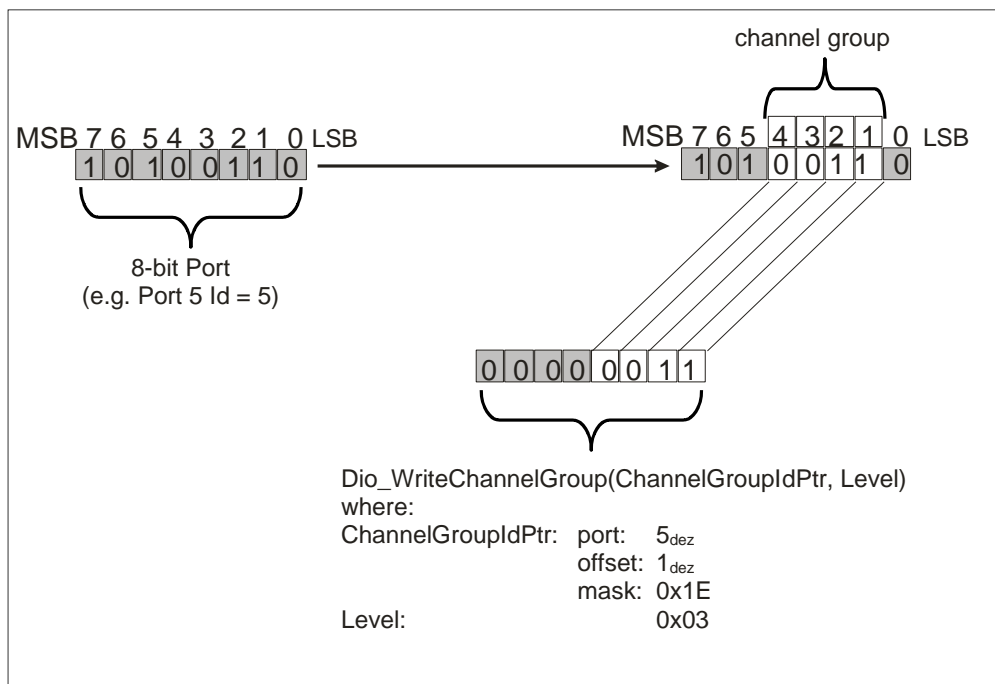 channel group
MSB 7 6 5 4 3 2 1 0 LSB
1 0 1 0 0 1 1 0
MSB 7 6 5 4 3 2 1 0 LSB
1 0 1 0 0 1 1 0
8-bit Port
(e.g. Port 5 Id = 5)
0 0 0 0 0 0 1 1
Dio_WriteChannelGroup(ChannelGroupIdPtr, Level)
where:
ChannelGroupIdPtr: port: 5dez
offset: 1dez
mask: 0x1E
Level: 0x03